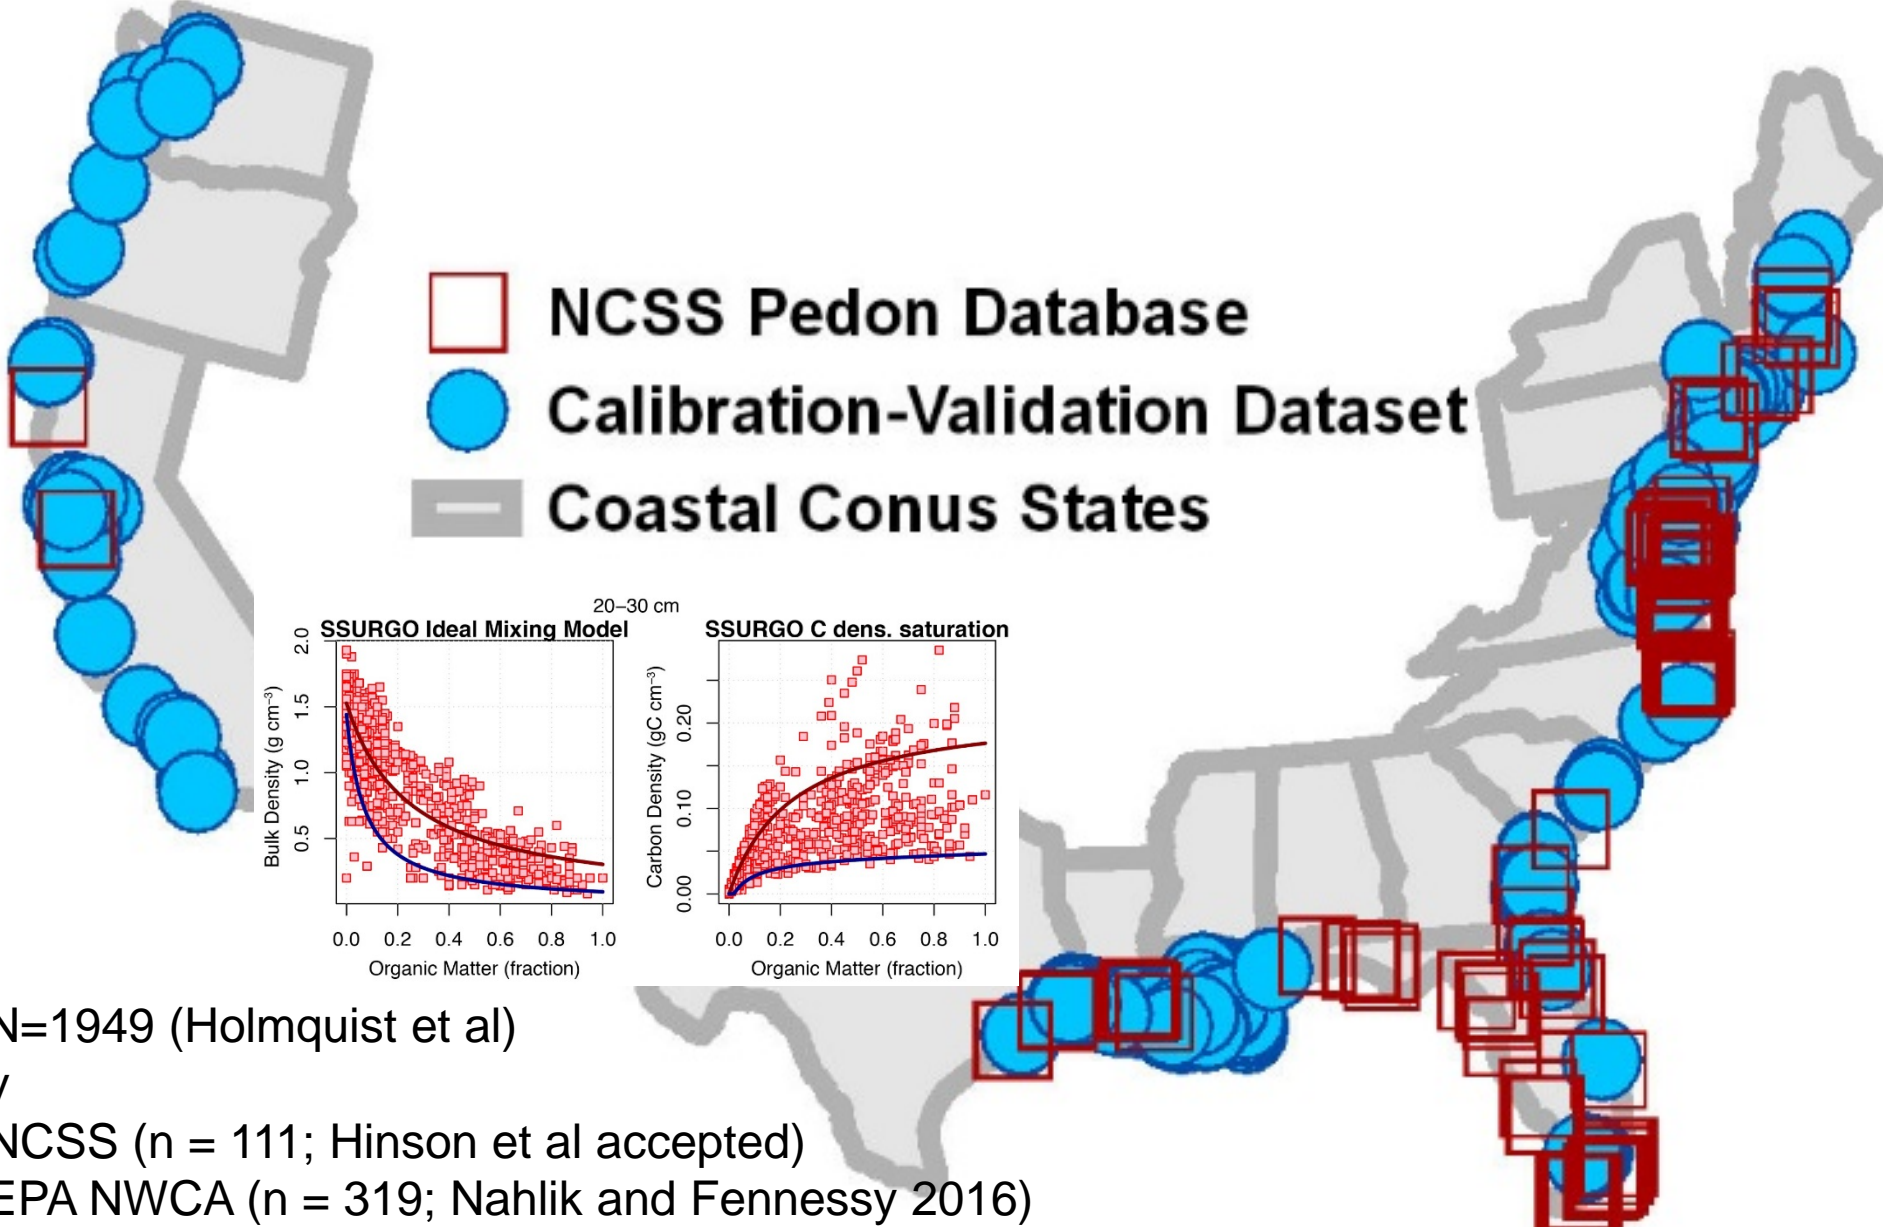 NCSS Pedon Database
Calibration-Validation Dataset
Coastal Conus States
20–30 cm
SSURGO Ideal Mixing Model
SSURGO C dens. saturation
Bulk Density (g cm⁻³)
2.0
1.5
1.0
0.5
0.0 0.2 0.4 0.6 0.8 1.0
Organic Matter (fraction)
Carbon Density (gC cm⁻³)
0.20
0.10
0.00
0.0 0.2 0.4 0.6 0.8 1.0
Organic Matter (fraction)
N=1949 (Holmquist et al)
NCSS (n = 111; Hinson et al accepted)
EPA NWCA (n = 319; Nahlik and Fennessy 2016)